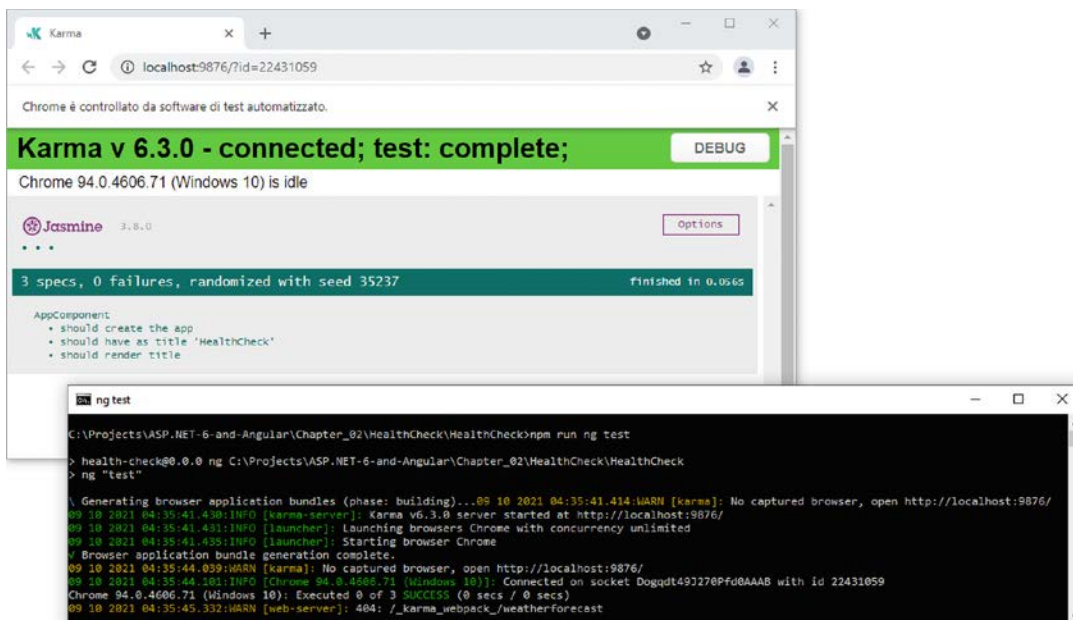 Karma
localhost:9876/?id=22431059
Chrome è controllato da software di test automatizzato.
Karma v 6.3.0 - connected; test: complete;
DEBUG
Chrome 94.0.4606.71 (Windows 10) is idle
Jasmine 3.8.0
Options
• • •
3 specs, 0 failures, randomized with seed 35237
finished in 0.056s
AppComponent
• should create the app
• should have as title 'HealthCheck'
• should render title
ng test
C:\Projects\ASP.NET-6-and-Angular\Chapter_02\HealthCheck\HealthCheck>npm run ng test
> health-check@0.0.0 ng C:\Projects\ASP.NET-6-and-Angular\Chapter_02\HealthCheck\HealthCheck
> ng "test"
\ Generating browser application bundles (phase: building)...09 10 2021 04:35:41.414:WARN [karma]: No captured browser, open http://localhost:9876/
09 10 2021 04:35:41.430:INFO [karma-server]: Karma v6.3.0 server started at http://localhost:9876/
09 10 2021 04:35:41.431:INFO [launcher]: Launching browsers Chrome with concurrency unlimited
09 10 2021 04:35:41.435:INFO [launcher]: Starting browser Chrome
√ Browser application bundle generation complete.
09 10 2021 04:35:44.039:WARN [karma]: No captured browser, open http://localhost:9876/
09 10 2021 04:35:44.101:INFO [Chrome 94.0.4606.71 (Windows 10)]: Connected on socket with id 22431059
Chrome 94.0.4606.71 (Windows 10): Executed 0 of 3 SUCCESS (0 secs / 0 secs)
09 10 2021 04:35:45.332:WARN [web-server]: 404: /_karma_webpack_/weatherforecast